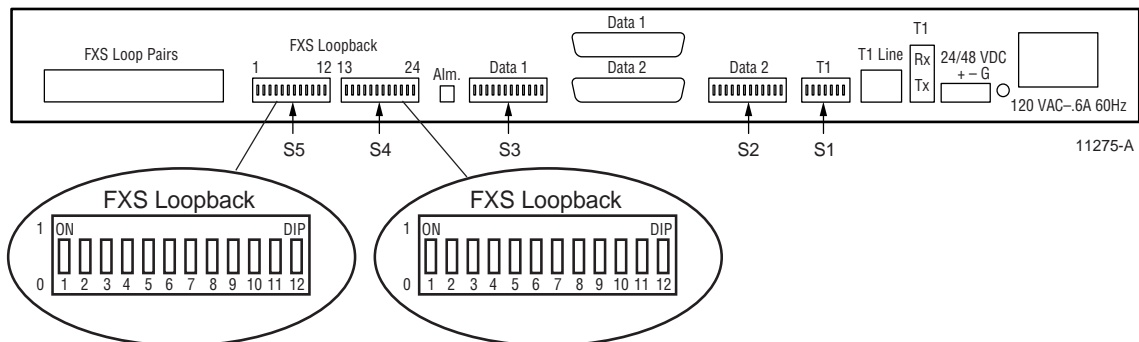 Data 1
T1
FXS Loop Pairs
FXS Loopback
T1 Line
Rx
24/48 VDC
1 12 13 24
Alm.
Data 1
Data 2
Data 2
T1
Tx
+ – G
120 VAC–.6A 60Hz
S5
S4
S3
S2
S1
11275-A
FXS Loopback
1
ON
DIP
0
1 2 3 4 5 6 7 8 9 10 11 12
FXS Loopback
1
ON
DIP
0
1 2 3 4 5 6 7 8 9 10 11 12